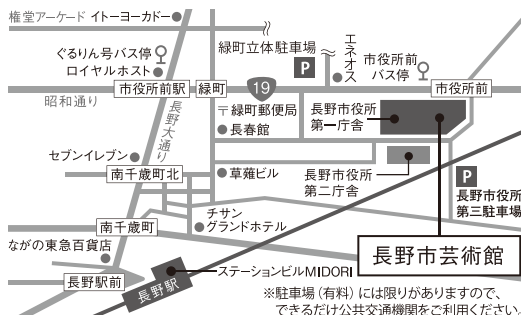 権堂アーケード イトーヨーカドー
ぐるりん号バス停
ロイヤルホスト
緑町立体駐車場
P
エネオス
市役所前
バス停
市役所前駅
緑町
19
市役所前
昭和通り
長野大通り
〒緑町郵便局
長春館
長野市役所
第一庁舎
セブンイレブン
南千歳町北
草薙ビル
長野市役所
第二庁舎
P
長野市役所
第三駐車場
チサン
グランドホテル
南千歳町
ながの東急百貨店
長野市芸術館
長野駅前
長野駅
ステーションビルMIDORI
※駐車場(有料)には限りがありますので、
できるだけ公共交通機関をご利用ください。